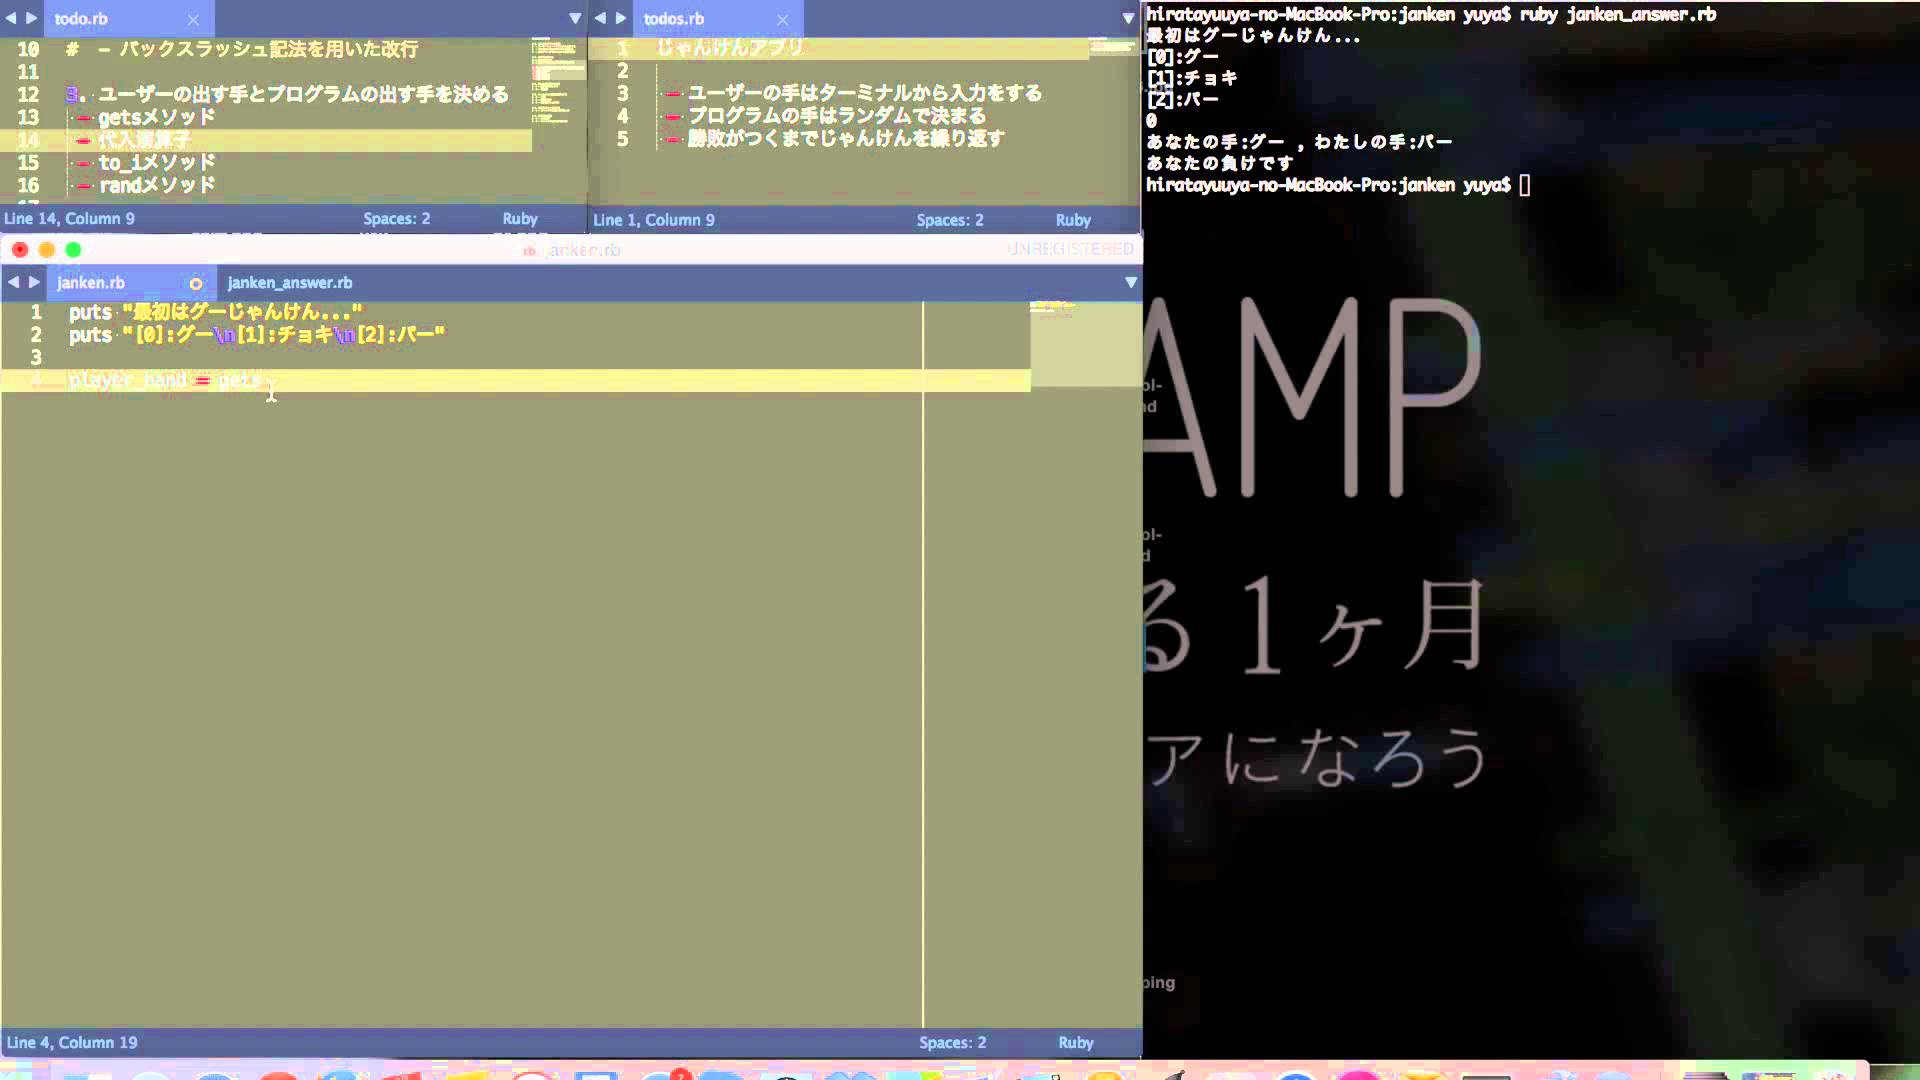 todo.rb
10 #  - バックスラッシュ記法を用いた改行
11
12 3. ユーザーの出す手とプログラムの出す手を決める
13 - getsメソッド
14 - 代入演算子
15 - to_iメソッド
16 - randメソッド
Line 14, Column 9 Spaces: 2 Ruby
todos.rb
1 じゃんけんアプリ
2
3 - ユーザーの手はターミナルから入力をする
4 - プログラムの手はランダムで決まる
5 - 勝敗がつくまでじゃんけんを繰り返す
Line 1, Column 9 Spaces: 2 Ruby
hiratayuuya-no-MacBook-Pro:janken yuya$ ruby janken_answer.rb
最初はグーじゃんけん...
[0]:グー
[1]:チョキ
[2]:パー
0
あなたの手:グー , わたしの手:パー
あなたの負けです
hiratayuuya-no-MacBook-Pro:janken yuya$
janken.rb UNREGISTERED
janken.rb janken_answer.rb
1 puts "最初はグーじゃんけん..."
2 puts "[0]:グー\n[1]:チョキ\n[2]:パー"
3
4 player_hand = gets
Line 4, Column 19 Spaces: 2 Ruby
AMP
る1ヶ月
アになろう